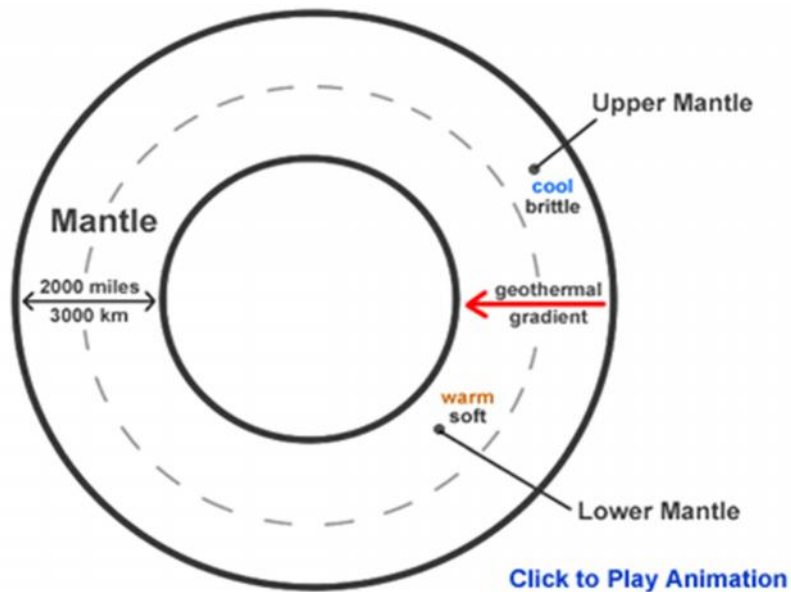 Upper Mantle
cool
brittle
Mantle
2000 miles
3000 km
geothermal
gradient
warm
soft
Lower Mantle
Click to Play Animation